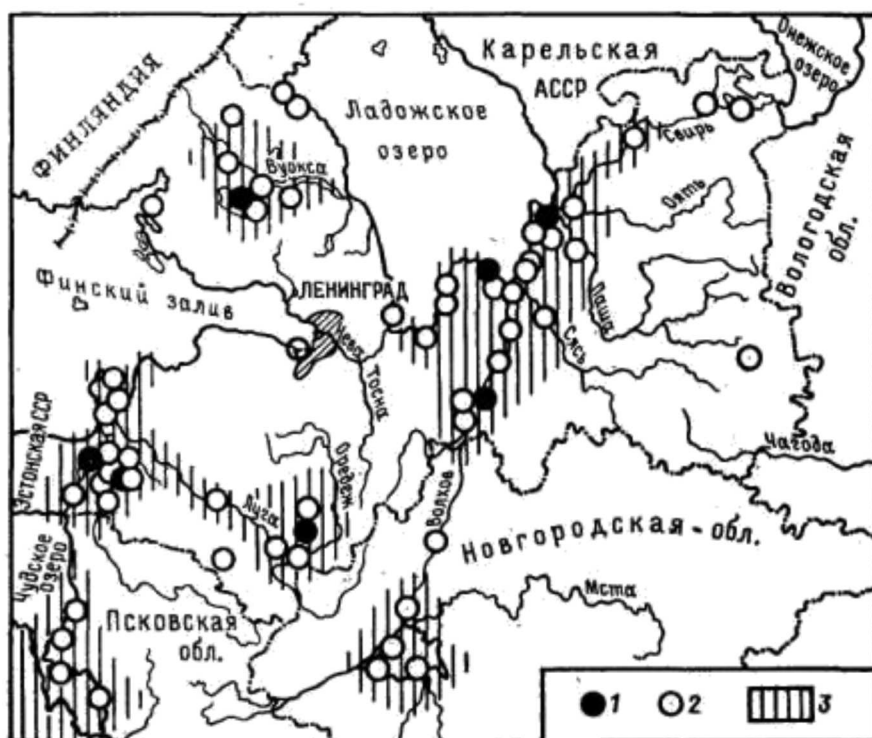 Карельская
АССР
Онежское
озеро
ФИНЛЯНДИЯ
Ладожское
озеро
Свирь
Вуокса
Оять
Вологодская
обл.
Финский залив
ЛЕНИНГРАД
Нева
Паша
Сясь
Тосна
Эстонская ССР
Оредеж
Чагода
Луга
Волхов
Новгородская - обл.
Чудское
озеро
Мста
Псковская
обл.
1 2 3